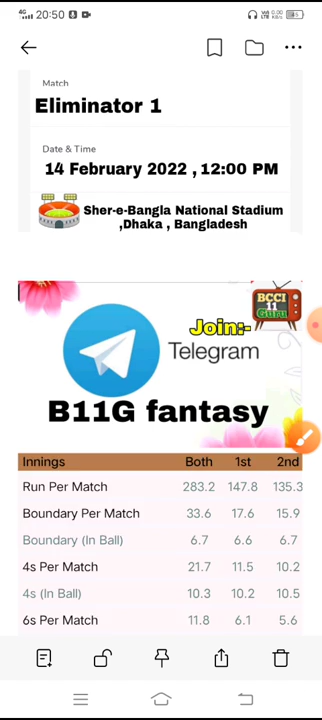 4G 20:50
Match
Eliminator 1
Date & Time
14 February 2022 , 12:00 PM
Sher-e-Bangla National Stadium
,Dhaka , Bangladesh
BCCI
11
Guru
Join:-
Telegram
B11G fantasy
Innings Both 1st 2nd
Run Per Match 283.2 147.8 135.3
Boundary Per Match 33.6 17.6 15.9
Boundary (In Ball) 6.7 6.6 6.7
4s Per Match 21.7 11.5 10.2
4s (In Ball) 10.3 10.2 10.5
6s Per Match 11.8 6.1 5.6